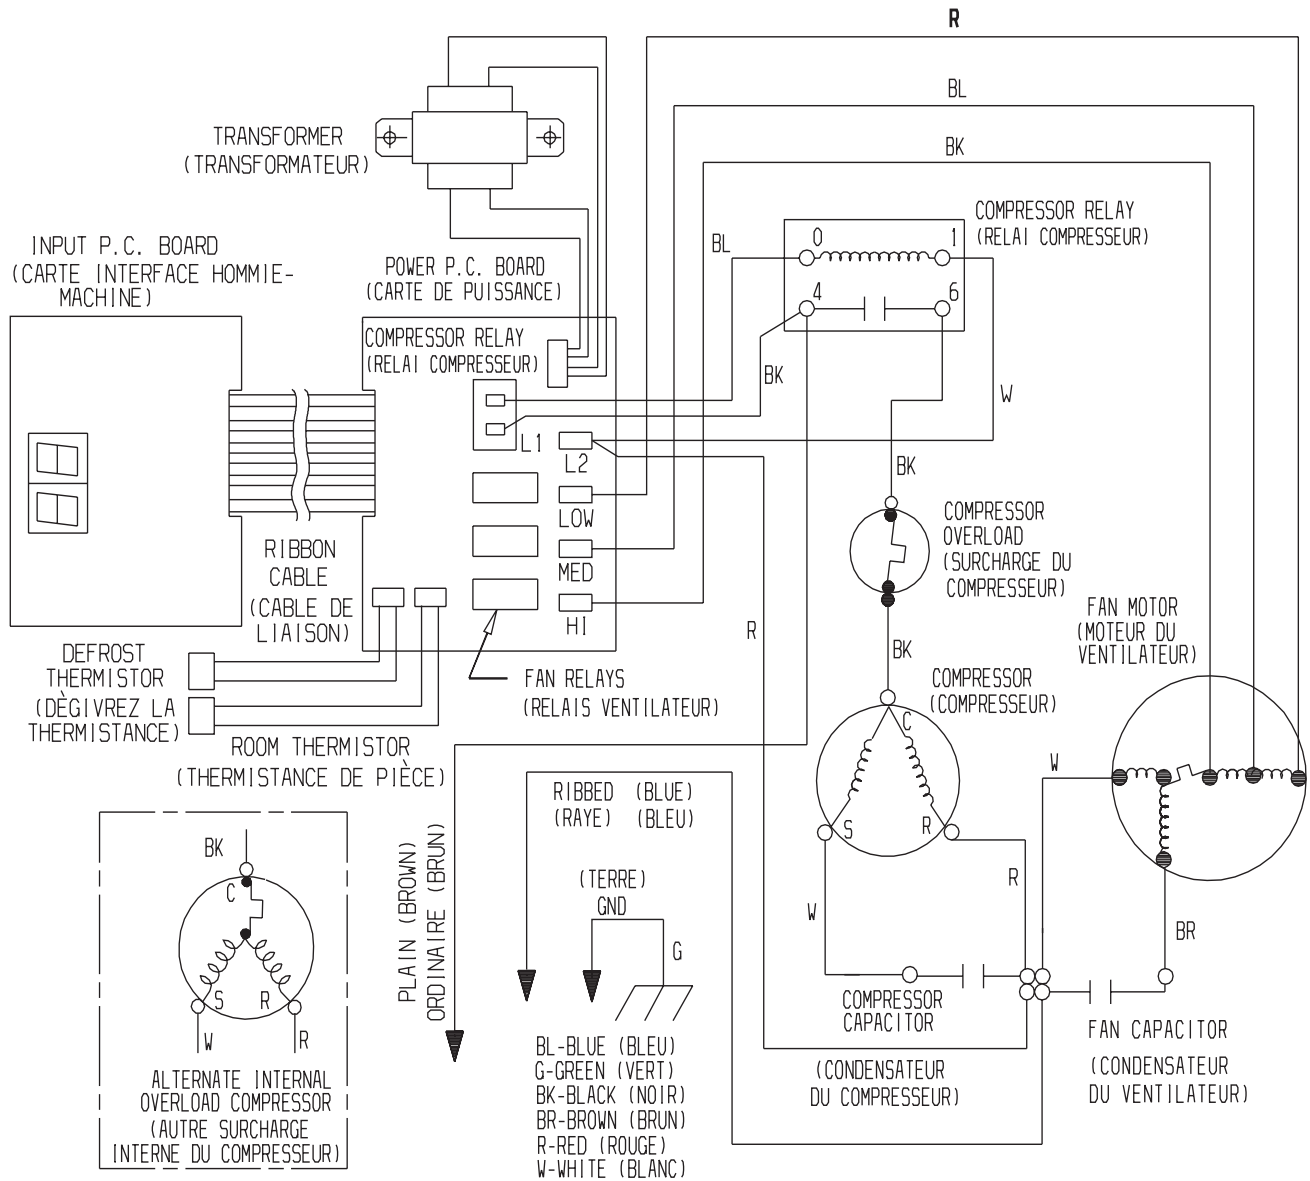 R
BL
BK
TRANSFORMER
(TRANSFORMATEUR)
COMPRESSOR RELAY
(RELAI COMPRESSEUR)
0
1
4
6
BL
BK
W
INPUT P.C. BOARD
(CARTE INTERFACE HOMMIE-
MACHINE)
POWER P.C. BOARD
(CARTE DE PUISSANCE)
COMPRESSOR RELAY
(RELAI COMPRESSEUR)
L1
L2
LOW
MED
HI
RIBBON
CABLE
(CABLE DE
LIAISON)
BK
COMPRESSOR
OVERLOAD
(SURCHARGE DU
COMPRESSEUR)
BK
R
FAN MOTOR
(MOTEUR DU
VENTILATEUR)
DEFROST
THERMISTOR
(DÈGIVREZ LA
THERMISTANCE)
FAN RELAYS
(RELAIS VENTILATEUR)
COMPRESSOR
(COMPRESSEUR)
C
S
R
ROOM THERMISTOR
(THERMISTANCE DE PIÈCE)
W
RIBBED (BLUE)
(RAYE) (BLEU)
PLAIN (BROWN)
ORDINAIRE (BRUN)
(TERRE)
GND
G
W
R
BR
BK
C
S
R
W
R
ALTERNATE INTERNAL
OVERLOAD COMPRESSOR
(AUTRE SURCHARGE
INTERNE DU COMPRESSEUR)
COMPRESSOR
CAPACITOR
(CONDENSATEUR
DU COMPRESSEUR)
FAN CAPACITOR
(CONDENSATEUR
DU VENTILATEUR)
BL-BLUE (BLEU)
G-GREEN (VERT)
BK-BLACK (NOIR)
BR-BROWN (BRUN)
R-RED (ROUGE)
W-WHITE (BLANC)